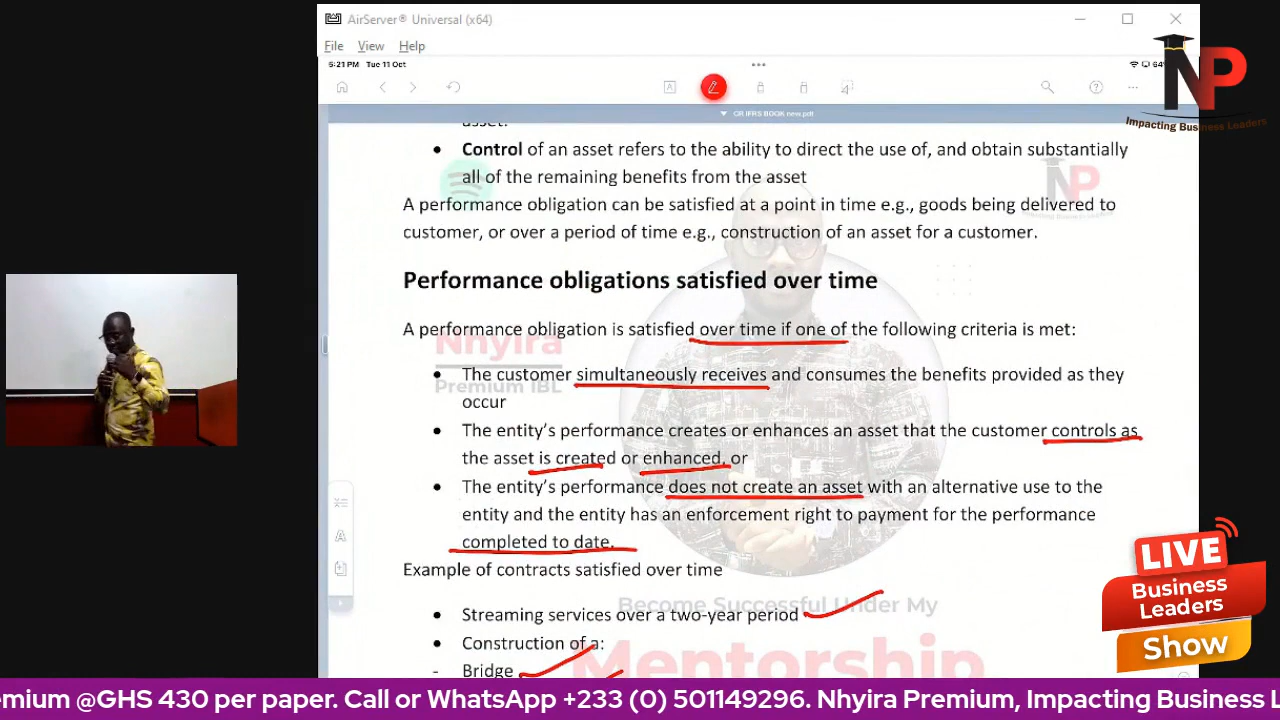 AirServer® Universal (x64)
File View Help
5:21 PM Tue 11 Oct
64%
CR IFRS BOOK new.pdf
NP
Impacting Business Leaders
asset.
• Control of an asset refers to the ability to direct the use of, and obtain substantially
all of the remaining benefits from the asset
A performance obligation can be satisfied at a point in time e.g., goods being delivered to
customer, or over a period of time e.g., construction of an asset for a customer.
Performance obligations satisfied over time
A performance obligation is satisfied over time if one of the following criteria is met:
Nhyira
Premium IBL
• The customer simultaneously receives and consumes the benefits provided as they
occur
• The entity’s performance creates or enhances an asset that the customer controls as
the asset is created or enhanced, or
• The entity’s performance does not create an asset with an alternative use to the
entity and the entity has an enforcement right to payment for the performance
completed to date.
Example of contracts satisfied over time
Become Successful Under My
• Streaming services over a two-year period
• Construction of a:
Mentorship
- Bridge
LIVE
Business
Leaders
Show
emium @GHS 430 per paper. Call or WhatsApp +233 (0) 501149296. Nhyira Premium, Impacting Business L